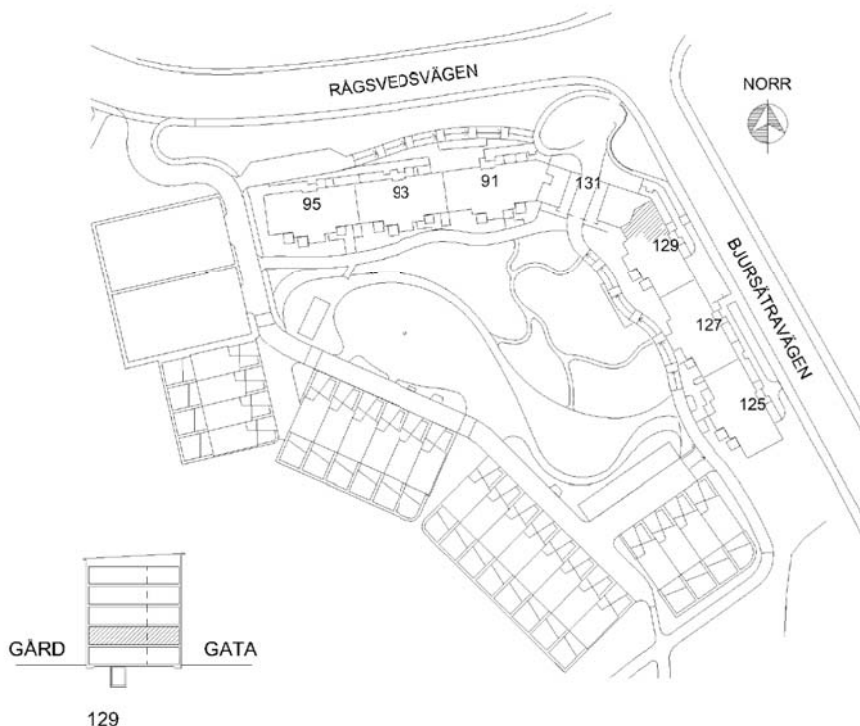 RÅGSVEDSVÄGEN
NORR
95
93
91
131
129
BJURSÄTRAVÄGEN
127
125
GÅRD
GATA
129